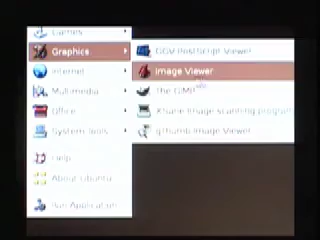 Games
Graphics
Internet
Multimedia
Office
System Tools
Help
About Ubuntu
Run Application
GGV PostScript Viewer
Image Viewer
The GIMP
XSane Image scanning program
gThumb Image Viewer